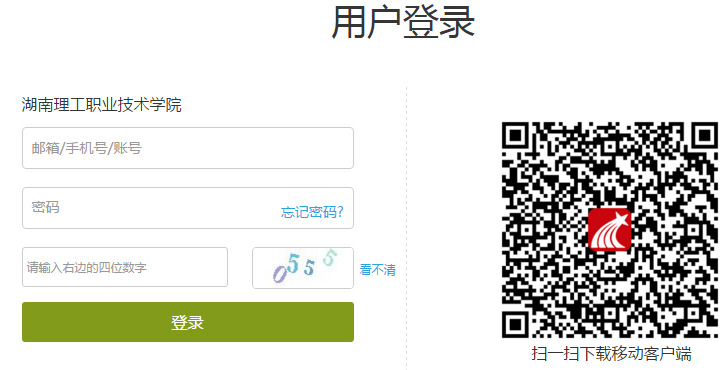 用户登录
湖南理工职业技术学院
邮箱/手机号/账号
密码
忘记密码?
请输入右边的四位数字
0555
看不清
登录
扫一扫下载移动客户端